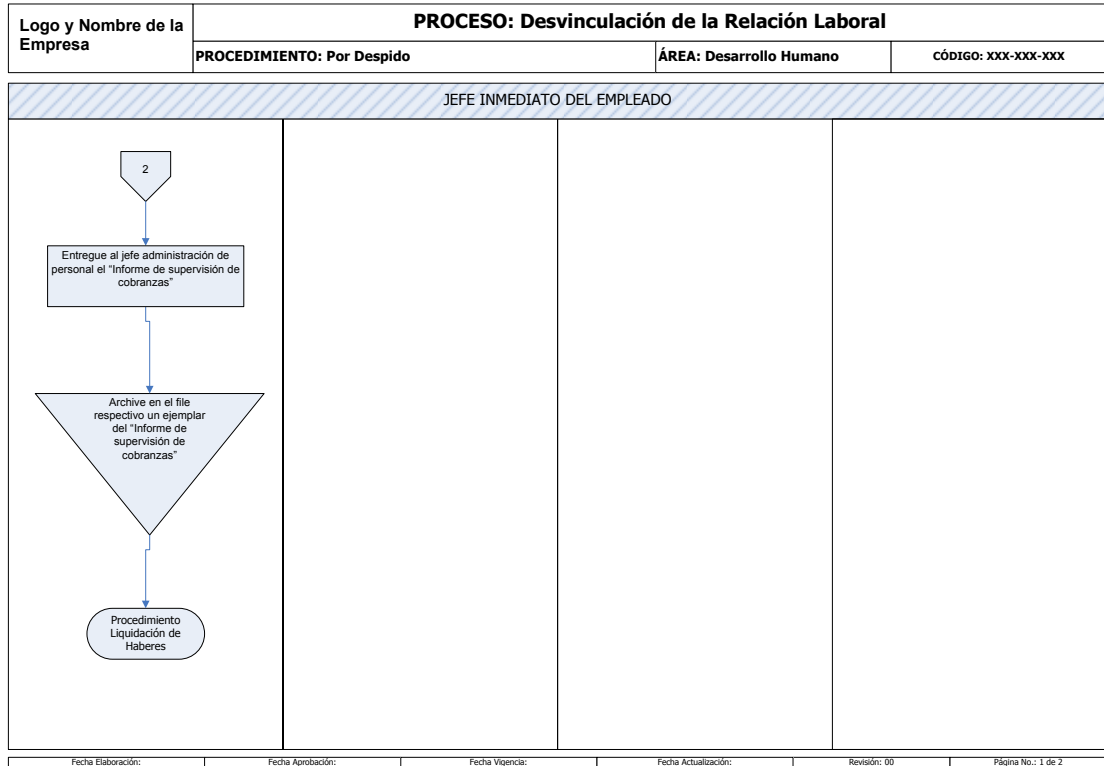 Logo y Nombre de la
Empresa
PROCESO: Desvinculación de la Relación Laboral
PROCEDIMIENTO: Por Despido
ÁREA: Desarrollo Humano
CÓDIGO: XXX-XXX-XXX
JEFE INMEDIATO DEL EMPLEADO
2
Entregue al jefe administración de
personal el “Informe de supervisión de
cobranzas”
Archive en el file
respectivo un ejemplar
del “Informe de
supervisión de
cobranzas”
Procedimiento
Liquidación de
Haberes
Fecha Elaboración:
Fecha Aprobación:
Fecha Vigencia:
Fecha Actualización:
Revisión: 00
Página No.: 1 de 2